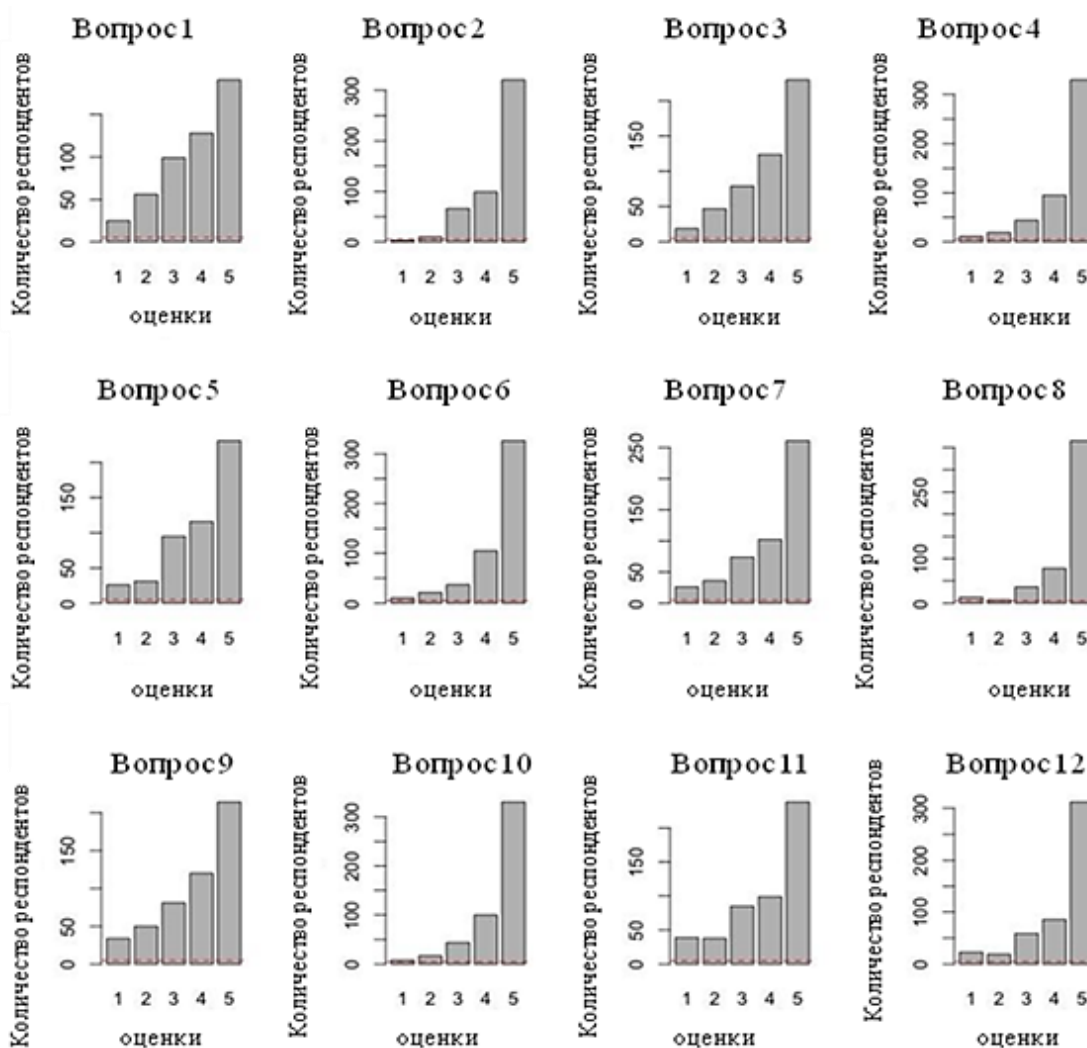 Вопрос1
Количество респондентов
0 50 100
1 2 3 4 5
оценки
Вопрос2
Количество респондентов
0 100 200 300
1 2 3 4 5
оценки
Вопрос3
Количество респондентов
0 50 150
1 2 3 4 5
оценки
Вопрос4
Количество респондентов
0 100 200 300
1 2 3 4 5
оценки
Вопрос5
Количество респондентов
0 50 150
1 2 3 4 5
оценки
Вопрос6
Количество респондентов
0 100 200 300
1 2 3 4 5
оценки
Вопрос7
Количество респондентов
0 50 150 250
1 2 3 4 5
оценки
Вопрос8
Количество респондентов
0 100 250
1 2 3 4 5
оценки
Вопрос9
Количество респондентов
0 50 150
1 2 3 4 5
оценки
Вопрос10
Количество респондентов
0 100 200 300
1 2 3 4 5
оценки
Вопрос11
Количество респондентов
0 50 150
1 2 3 4 5
оценки
Вопрос12
Количество респондентов
0 100 200 300
1 2 3 4 5
оценки